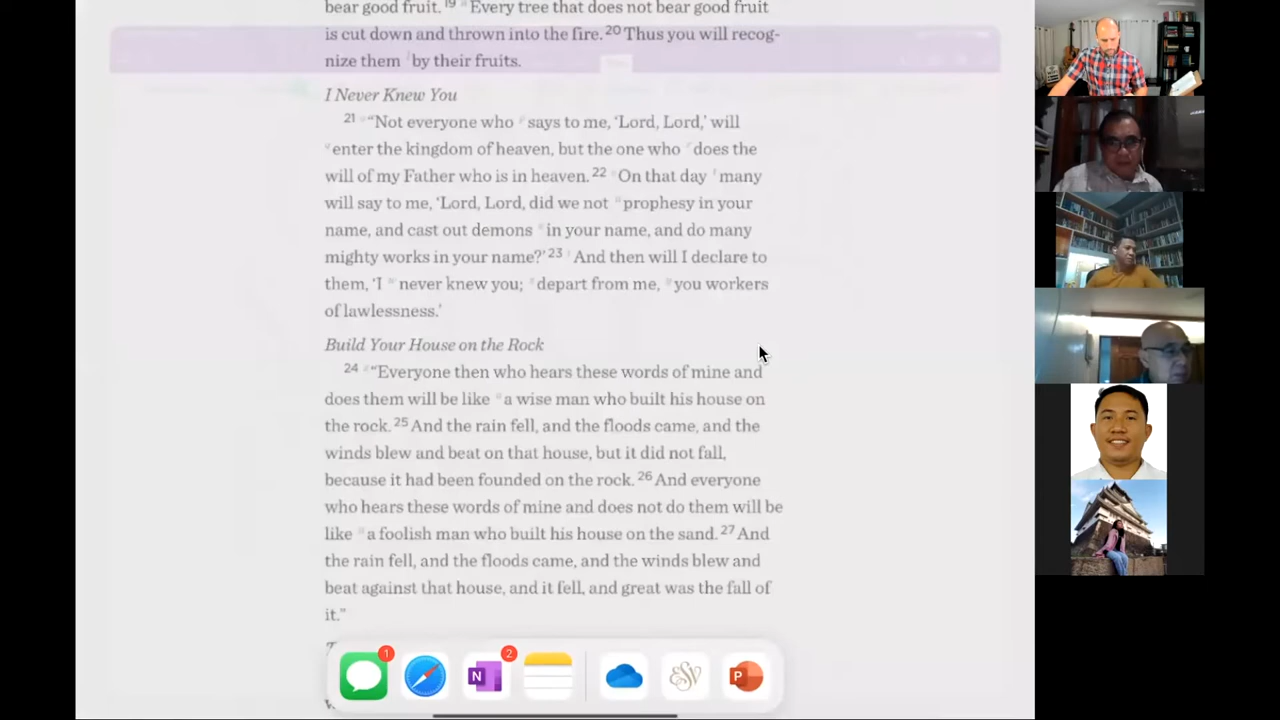 bear good fruit. 19 Every tree that does not bear good fruit
is cut down and thrown into the fire. 20 Thus you will recog-
nize them by their fruits.
I Never Knew You
21 “Not everyone who says to me, ‘Lord, Lord,’ will
enter the kingdom of heaven, but the one who does the
will of my Father who is in heaven. 22 On that day many
will say to me, ‘Lord, Lord, did we not prophesy in your
name, and cast out demons in your name, and do many
mighty works in your name?’ 23 And then will I declare to
them, ‘I never knew you; depart from me, you workers
of lawlessness.’
Build Your House on the Rock
24 “Everyone then who hears these words of mine and
does them will be like a wise man who built his house on
the rock. 25 And the rain fell, and the floods came, and the
winds blew and beat on that house, but it did not fall,
because it had been founded on the rock. 26 And everyone
who hears these words of mine and does not do them will be
like a foolish man who built his house on the sand. 27 And
the rain fell, and the floods came, and the winds blew and
beat against that house, and it fell, and great was the fall of
it.”
1
2
N
ESV
P